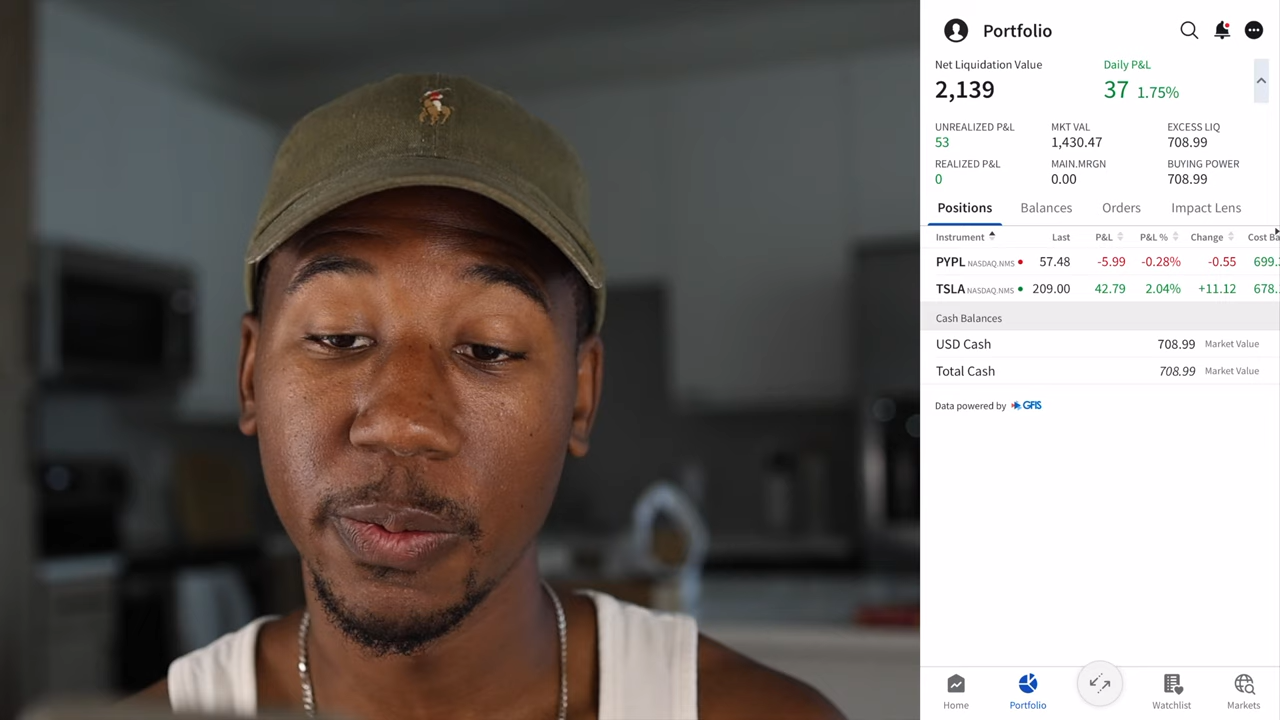 Portfolio
Net Liquidation Value Daily P&L
2,139 37 1.75%
UNREALIZED P&L MKT VAL EXCESS LIQ
53 1,430.47 708.99
REALIZED P&L MAIN.MRGN BUYING POWER
0 0.00 708.99
Positions Balances Orders Impact Lens
Instrument Last P&L P&L % Change Cost Ba
PYPL NASDAQ.NMS 57.48 -5.99 -0.28% -0.55 699.
TSLA NASDAQ.NMS 209.00 42.79 2.04% +11.12 678.
Cash Balances
USD Cash 708.99 Market Value
Total Cash 708.99 Market Value
Data powered by GFIS
Home Portfolio Watchlist Markets